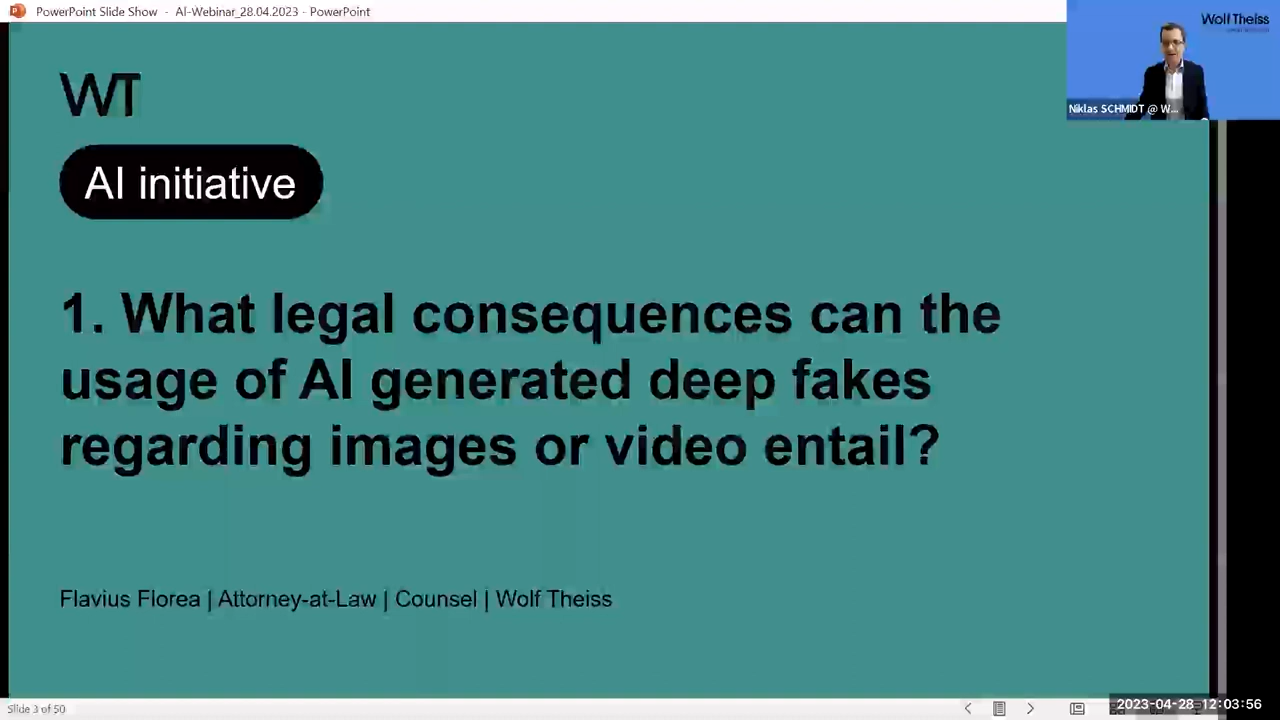 PowerPoint Slide Show - AI-Webinar_28.04.2023 - PowerPoint
Wolf Theiss
Niklas SCHMIDT @ W...
WT
AI initiative
1. What legal consequences can the
usage of AI generated deep fakes
regarding images or video entail?
Flavius Florea | Attorney-at-Law | Counsel | Wolf Theiss
Slide 3 of 50
2023-04-28 12:03:56